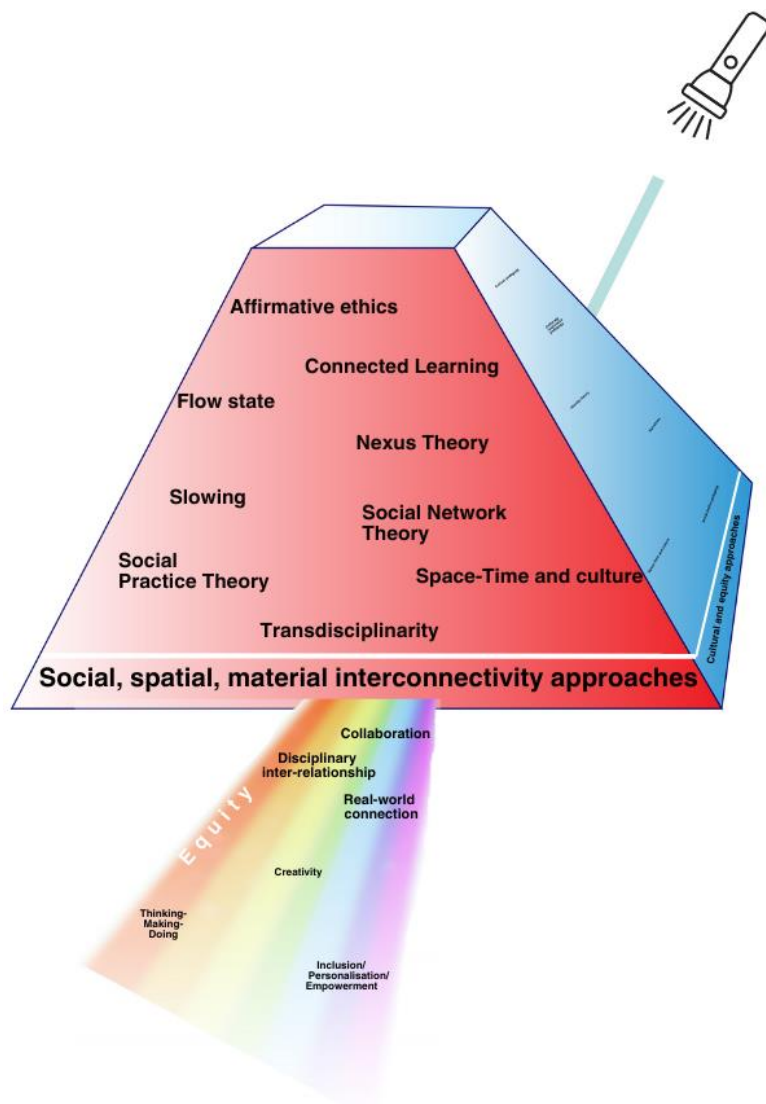 Affirmative ethics
Connected Learning
Flow state
Nexus Theory
Slowing
Social Network
Theory
Social
Practice Theory
Space-Time and culture
Transdisciplinarity
Social, spatial, material interconnectivity approaches
Cultural and equity approaches
Collaboration
Disciplinary
inter-relationship
Real-world
connection
Equity
Creativity
Thinking-
Making-
Doing
Inclusion/
Personalisation/
Empowerment